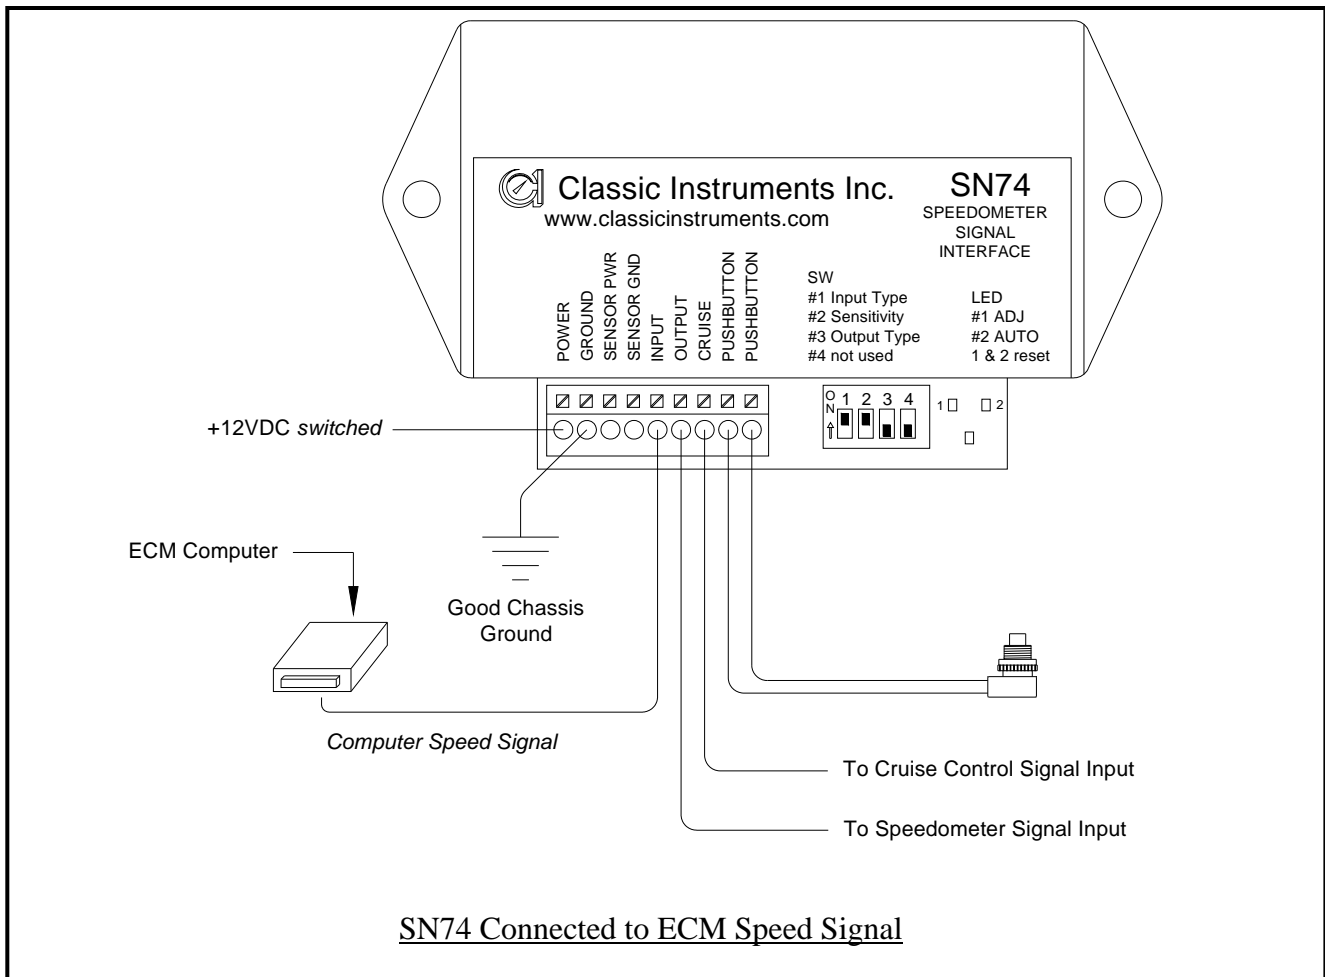 Classic Instruments Inc.
www.classicinstruments.com
SN74
SPEEDOMETER
SIGNAL
INTERFACE
POWER
GROUND
SENSOR PWR
SENSOR GND
INPUT
OUTPUT
CRUISE
PUSHBUTTON
PUSHBUTTON
SW
#1 Input Type
#2 Sensitivity
#3 Output Type
#4 not used
LED
#1 ADJ
#2 AUTO
1 & 2 reset
ON
1 2 3 4
1
2
+12VDC switched
ECM Computer
Good Chassis
Ground
Computer Speed Signal
To Cruise Control Signal Input
To Speedometer Signal Input
SN74 Connected to ECM Speed Signal